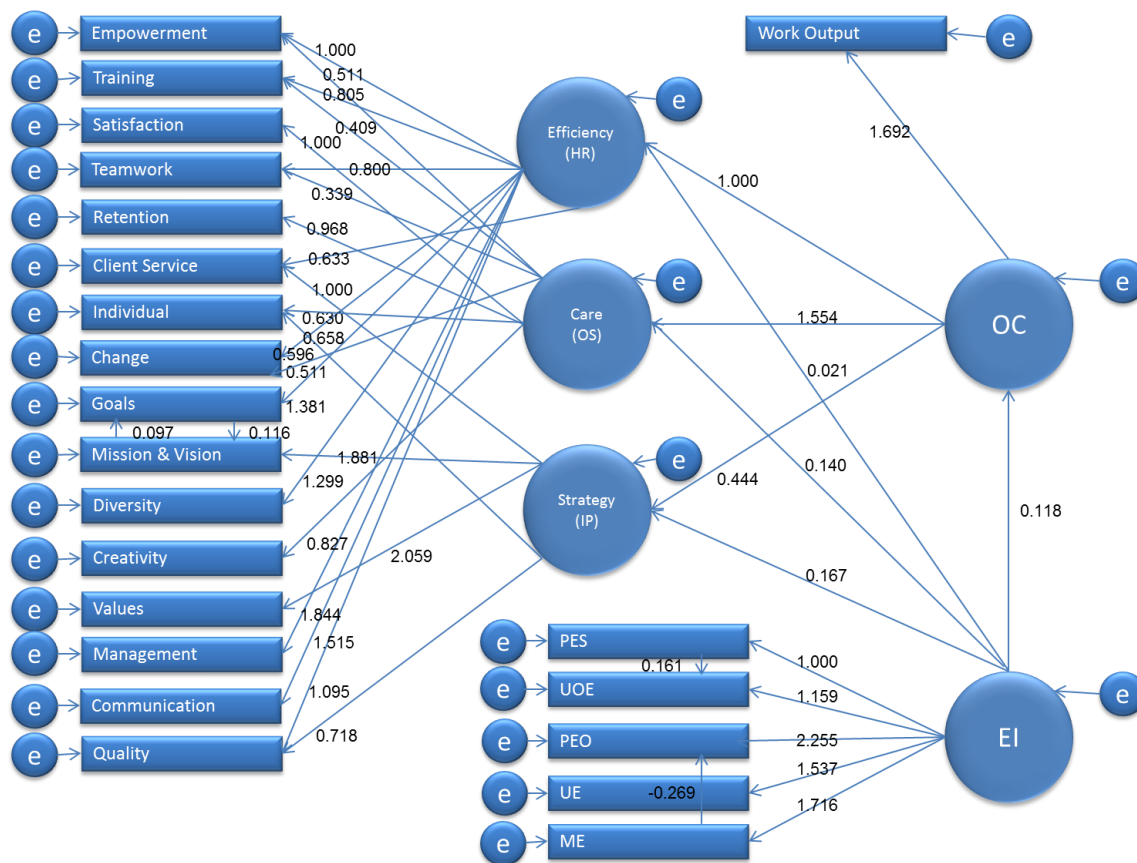 e Empowerment
e Training
e Satisfaction
e Teamwork
e Retention
e Client Service
e Individual
e Change
e Goals
e Mission & Vision
e Diversity
e Creativity
e Values
e Management
e Communication
e Quality
1.000
0.511
0.805
0.409
1.000
0.800
0.339
0.968
0.633
1.000
0.630
0.658
0.596
0.511
1.381
0.097
0.116
1.881
1.299
0.827
2.059
1.844
1.515
1.095
0.718
Efficiency
(HR)
e
Care
(OS)
e
Strategy
(IP)
e
Work Output
e
1.692
1.000
1.554
0.021
0.444
0.140
0.118
0.167
OC
e
e PES
0.161
e UOE
e PEO
e UE
-0.269
e ME
1.000
1.159
2.255
1.537
1.716
EI
e